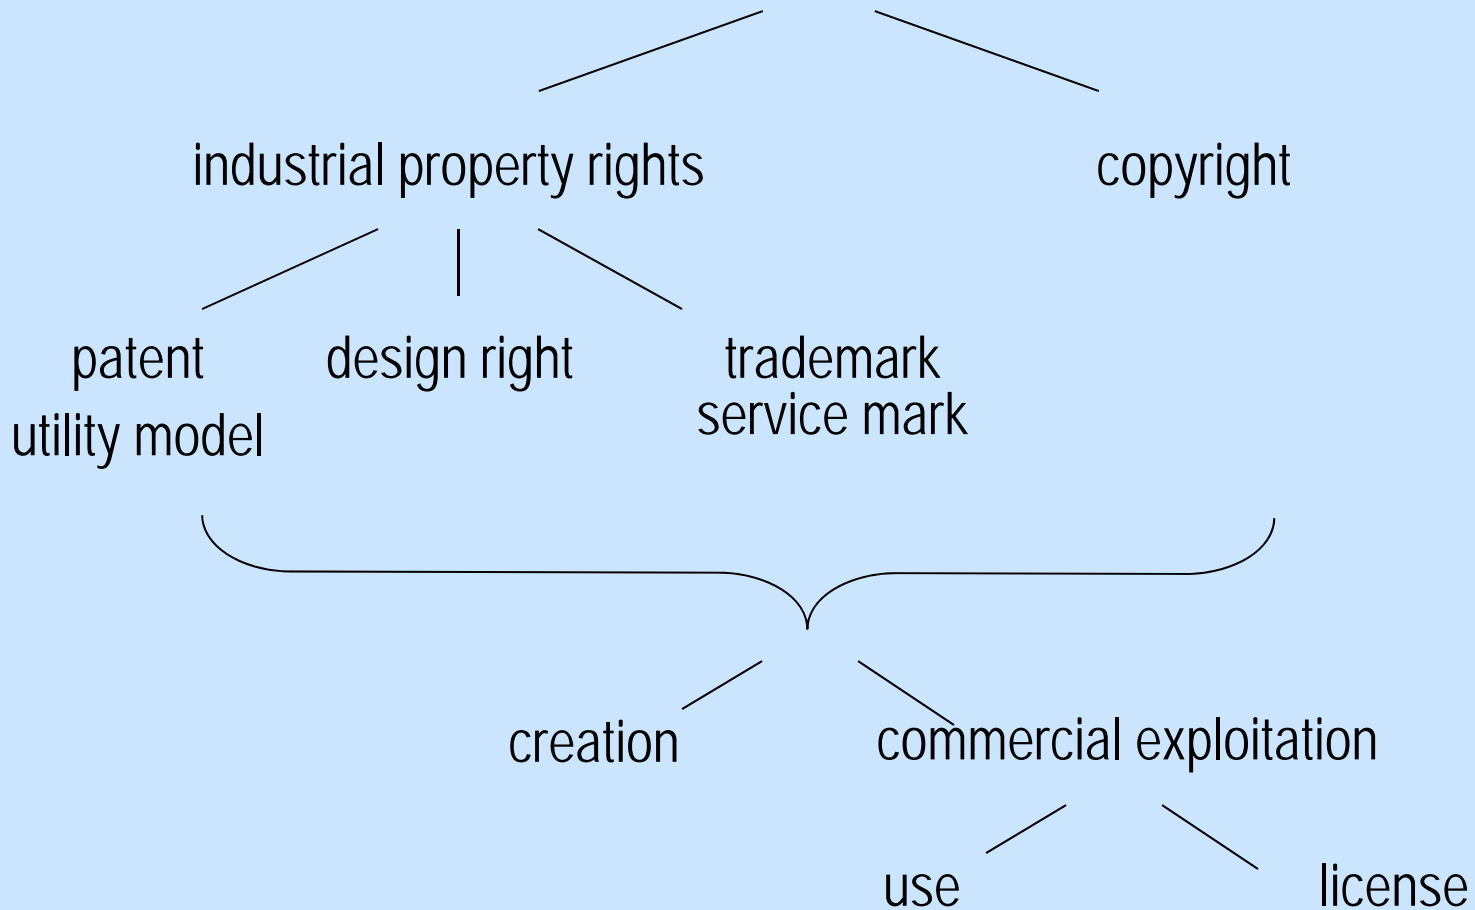 industrial property rights
copyright
patent
design right
trademark
utility model
service mark
creation
commercial exploitation
use
license